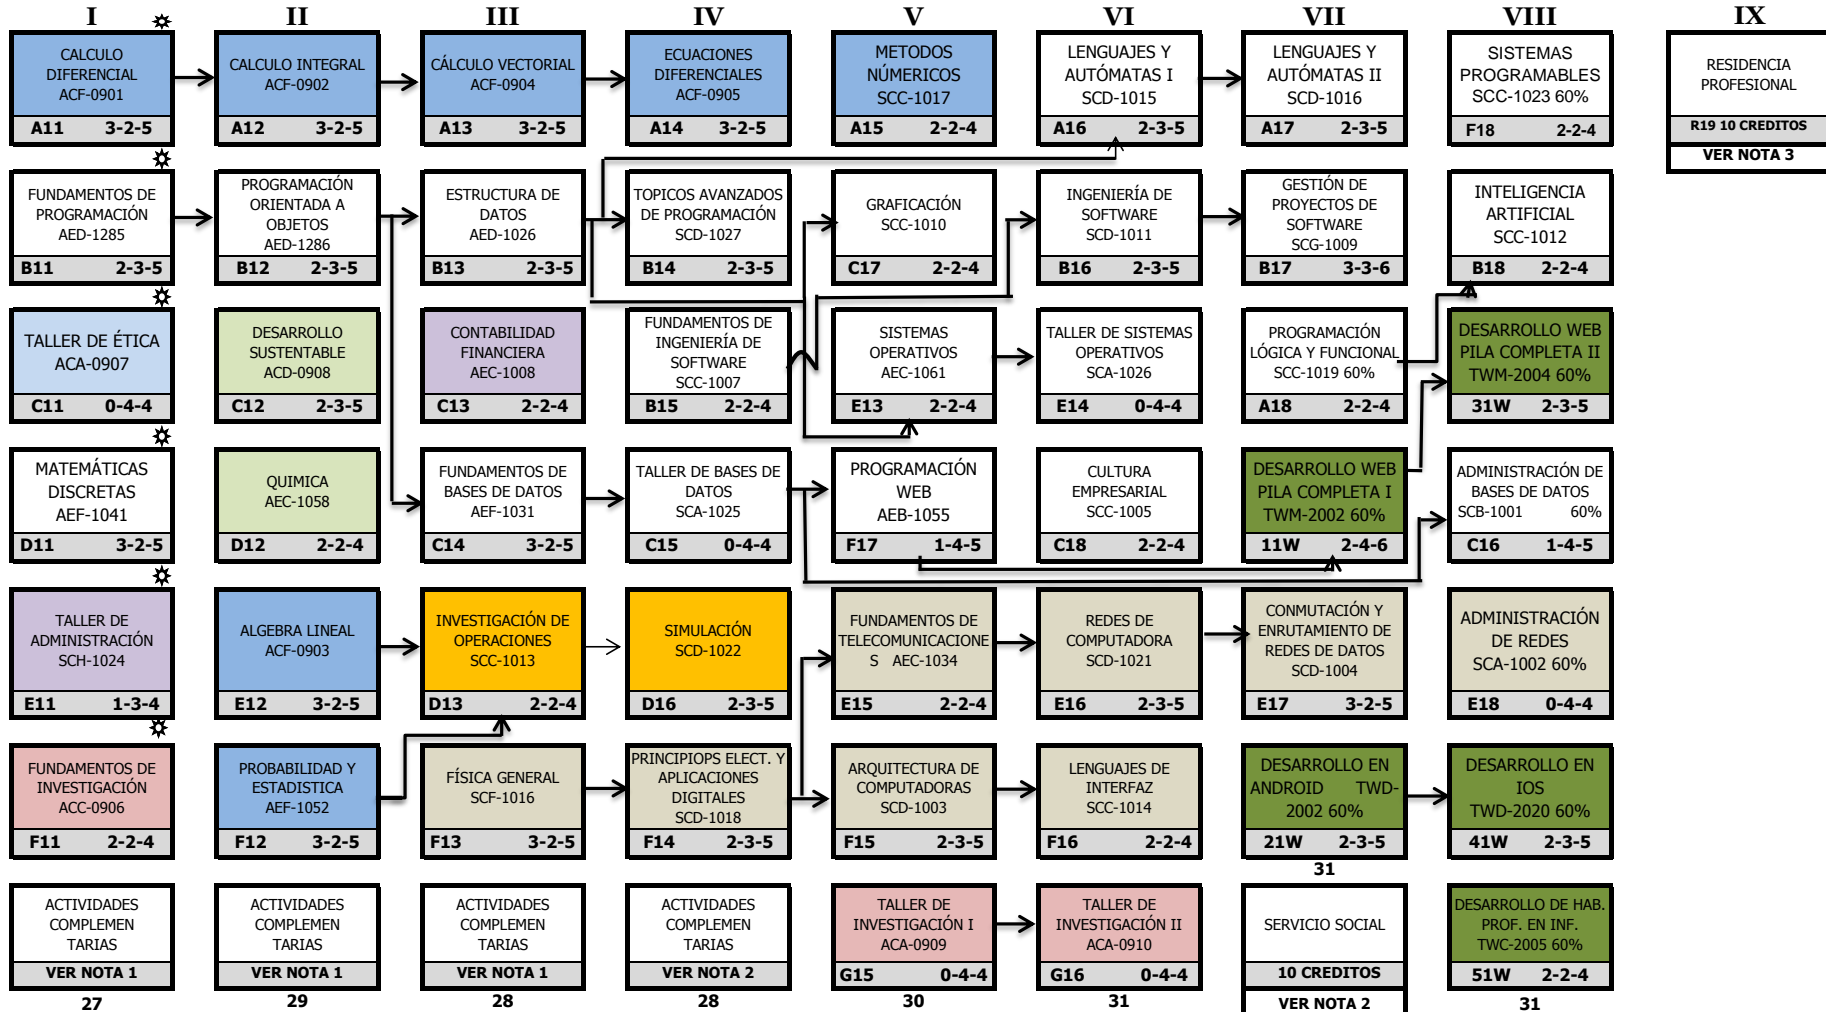 I II III IV V VI VII VIII IX
CALCULO
DIFERENCIAL
ACF-0901
A11 3-2-5
CALCULO INTEGRAL
ACF-0902
A12 3-2-5
CÁLCULO VECTORIAL
ACF-0904
A13 3-2-5
ECUACIONES
DIFERENCIALES
ACF-0905
A14 3-2-5
METODOS
NÚMERICOS
SCC-1017
A15 2-2-4
LENGUAJES Y
AUTÓMATAS I
SCD-1015
A16 2-3-5
LENGUAJES Y
AUTÓMATAS II
SCD-1016
A17 2-3-5
SISTEMAS
PROGRAMABLES
SCC-1023 60%
F18 2-2-4
RESIDENCIA
PROFESIONAL
R19 10 CREDITOS
VER NOTA 3
FUNDAMENTOS DE
PROGRAMACIÓN
AED-1285
B11 2-3-5
PROGRAMACIÓN
ORIENTADA A
OBJETOS
AED-1286
B12 2-3-5
ESTRUCTURA DE
DATOS
AED-1026
B13 2-3-5
TOPICOS AVANZADOS
DE PROGRAMACIÓN
SCD-1027
B14 2-3-5
GRAFICACIÓN
SCC-1010
C17 2-2-4
INGENIERÍA DE
SOFTWARE
SCD-1011
B16 2-3-5
GESTIÓN DE
PROYECTOS DE
SOFTWARE
SCG-1009
B17 3-3-6
INTELIGENCIA
ARTIFICIAL
SCC-1012
B18 2-2-4
TALLER DE ÉTICA
ACA-0907
C11 0-4-4
DESARROLLO
SUSTENTABLE
ACD-0908
C12 2-3-5
CONTABILIDAD
FINANCIERA
AEC-1008
C13 2-2-4
FUNDAMENTOS DE
INGENIERÍA DE
SOFTWARE
SCC-1007
B15 2-2-4
SISTEMAS
OPERATIVOS
AEC-1061
E13 2-2-4
TALLER DE SISTEMAS
OPERATIVOS
SCA-1026
E14 0-4-4
PROGRAMACIÓN
LÓGICA Y FUNCIONAL
SCC-1019 60%
A18 2-2-4
DESARROLLO WEB
PILA COMPLETA II
TWM-2004 60%
31W 2-3-5
MATEMÁTICAS
DISCRETAS
AEF-1041
D11 3-2-5
QUIMICA
AEC-1058
D12 2-2-4
FUNDAMENTOS DE
BASES DE DATOS
AEF-1031
C14 3-2-5
TALLER DE BASES DE
DATOS
SCA-1025
C15 0-4-4
PROGRAMACIÓN
WEB
AEB-1055
F17 1-4-5
CULTURA
EMPRESARIAL
SCC-1005
C18 2-2-4
DESARROLLO WEB
PILA COMPLETA I
TWM-2002 60%
11W 2-4-6
ADMINISTRACIÓN DE
BASES DE DATOS
SCB-1001 60%
C16 1-4-5
TALLER DE
ADMINISTRACIÓN
SCH-1024
E11 1-3-4
ALGEBRA LINEAL
ACF-0903
E12 3-2-5
INVESTIGACIÓN DE
OPERACIONES
SCC-1013
D13 2-2-4
SIMULACIÓN
SCD-1022
D16 2-3-5
FUNDAMENTOS DE
TELECOMUNICACIONE
S AEC-1034
E15 2-2-4
REDES DE
COMPUTADORA
SCD-1021
E16 2-3-5
CONMUTACIÓN Y
ENRUTAMIENTO DE
REDES DE DATOS
SCD-1004
E17 3-2-5
ADMINISTRACIÓN
DE REDES
SCA-1002 60%
E18 0-4-4
FUNDAMENTOS DE
INVESTIGACIÓN
ACC-0906
F11 2-2-4
PROBABILIDAD Y
ESTADISTICA
AEF-1052
F12 3-2-5
FÍSICA GENERAL
SCF-1016
F13 3-2-5
PRINCIPIOPS ELECT. Y
APLICACIONES
DIGITALES
SCD-1018
F14 2-3-5
ARQUITECTURA DE
COMPUTADORAS
SCD-1003
F15 2-3-5
LENGUAJES DE
INTERFAZ
SCC-1014
F16 2-2-4
DESARROLLO EN
ANDROID TWD-
2002 60%
21W 2-3-5
31
DESARROLLO EN
IOS
TWD-2020 60%
41W 2-3-5
ACTIVIDADES
COMPLEMEN
TARIAS
VER NOTA 1
27
ACTIVIDADES
COMPLEMEN
TARIAS
VER NOTA 1
29
ACTIVIDADES
COMPLEMEN
TARIAS
VER NOTA 1
28
ACTIVIDADES
COMPLEMEN
TARIAS
VER NOTA 2
28
TALLER DE
INVESTIGACIÓN I
ACA-0909
G15 0-4-4
30
TALLER DE
INVESTIGACIÓN II
ACA-0910
G16 0-4-4
31
SERVICIO SOCIAL
10 CREDITOS
VER NOTA 2
DESARROLLO DE HAB.
PROF. EN INF.
TWC-2005 60%
51W 2-2-4
31